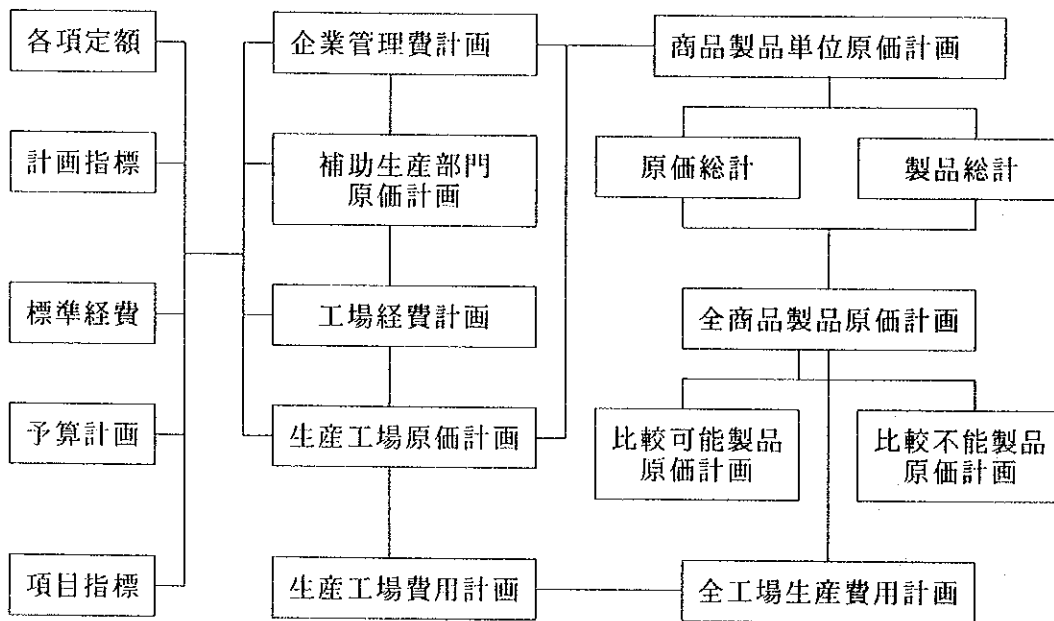 各項定額
計画指標
標準経費
予算計画
項目指標
企業管理費計画
補助生産部門
原価計画
工場経費計画
生産工場原価計画
生産工場費用計画
商品製品単位原価計画
原価総計
製品総計
全商品製品原価計画
比較可能製品
原価計画
比較不能製品
原価計画
全工場生産費用計画